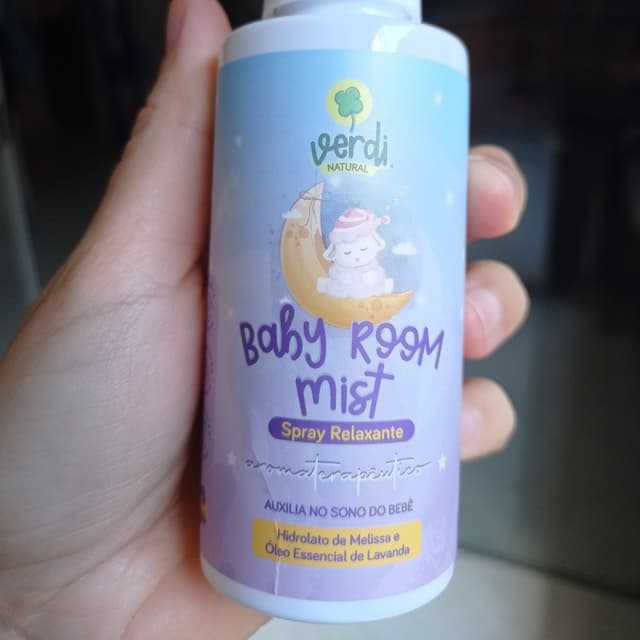 verdi
NATURAL
Baby Room
mist
Spray Relaxante
aromaterapêutico
AUXILIA NO SONO DO BEBÊ
Hidrolato de Melissa e
Óleo Essencial de Lavanda